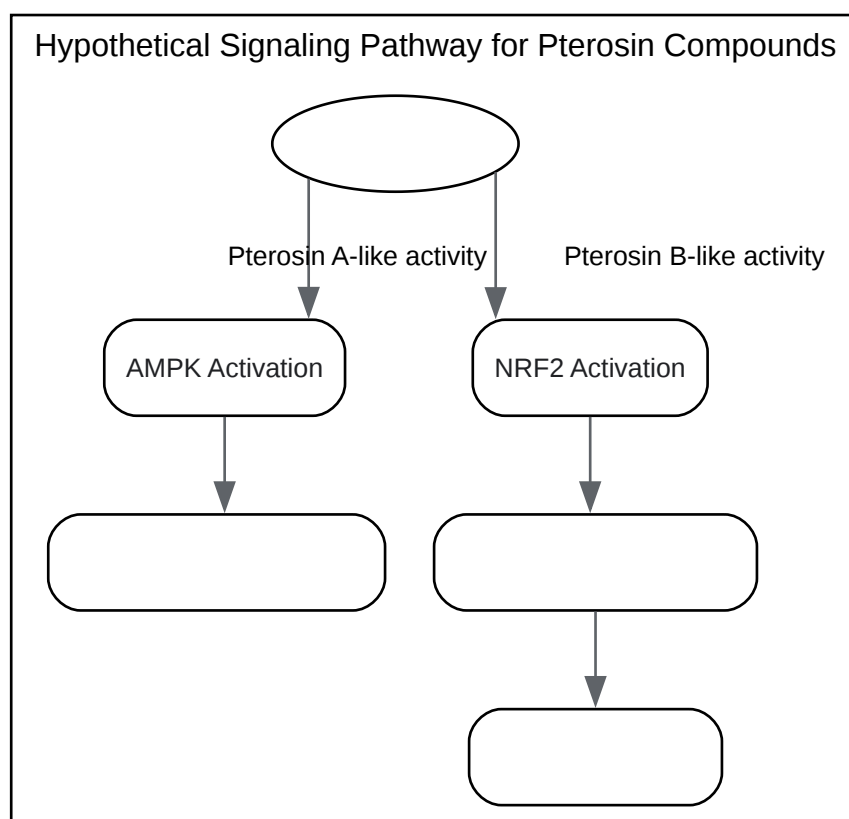 Hypothetical Signaling Pathway for Pterosin Compounds
Pterosin A-like activity
Pterosin B-like activity
AMPK Activation
NRF2 Activation